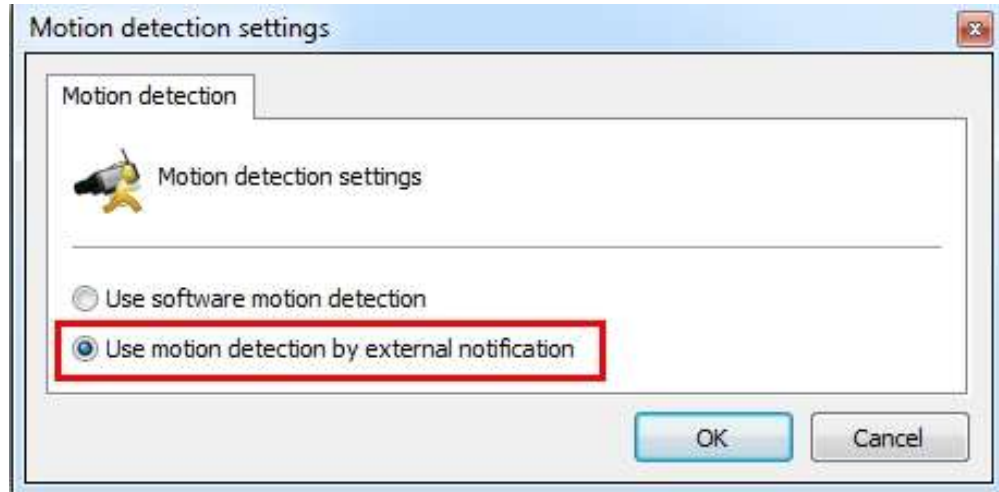 Motion detection settings
Motion detection
Motion detection settings
Use software motion detection
Use motion detection by external notification
OK
Cancel